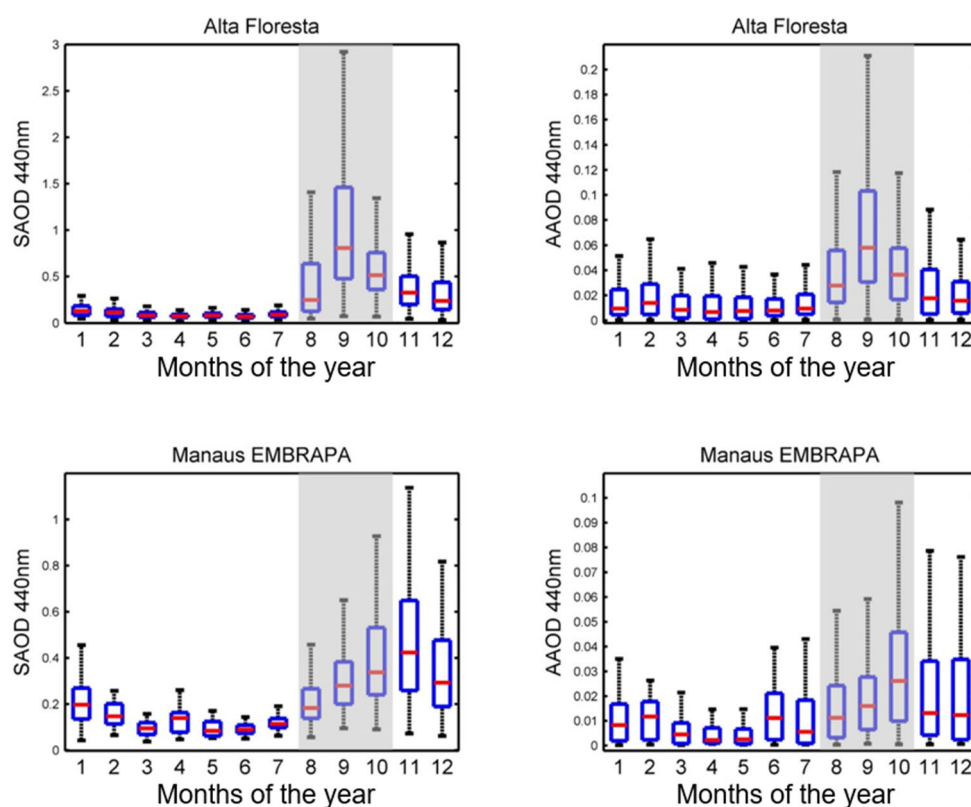 Alta Floresta
SAOD 440nm
3
2.5
2
1.5
1
0.5
0
1 2 3 4 5 6 7 8 9 10 11 12
Months of the year
Alta Floresta
AAOD 440nm
0.2
0.18
0.16
0.14
0.12
0.1
0.08
0.06
0.04
0.02
0
1 2 3 4 5 6 7 8 9 10 11 12
Months of the year
Manaus EMBRAPA
SAOD 440nm
1
0.8
0.6
0.4
0.2
0
1 2 3 4 5 6 7 8 9 10 11 12
Months of the year
Manaus EMBRAPA
AAOD 440nm
0.1
0.09
0.08
0.07
0.06
0.05
0.04
0.03
0.02
0.01
0
1 2 3 4 5 6 7 8 9 10 11 12
Months of the year